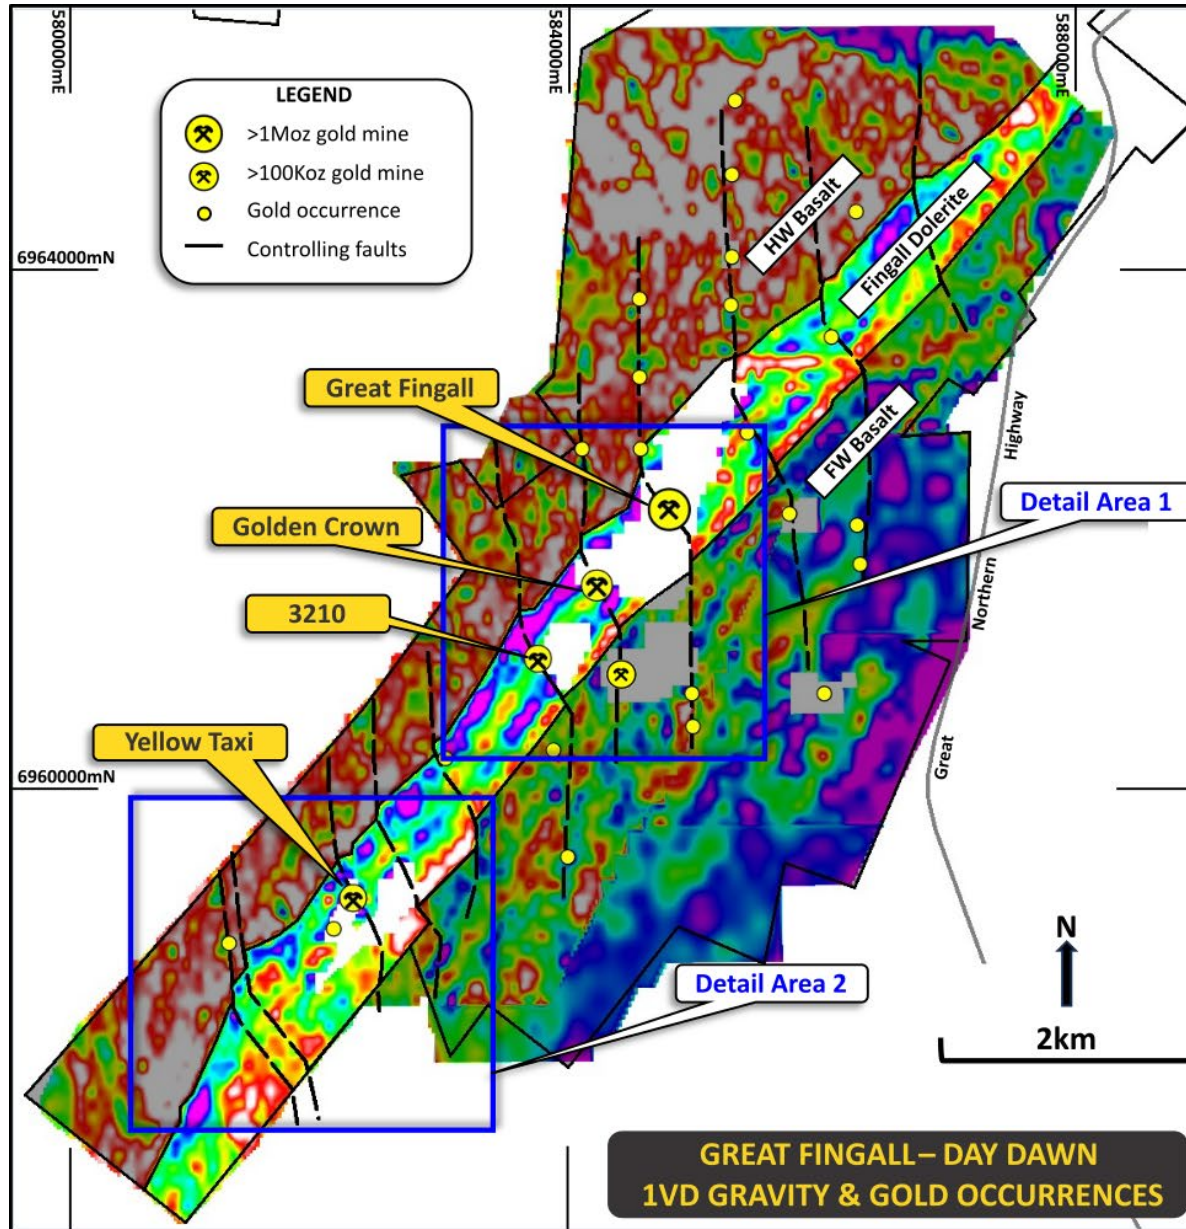 580000mE
584000mE
588000mE
LEGEND
>1Moz gold mine
>100Koz gold mine
Gold occurrence
Controlling faults
6964000mN
HW Basalt
Fingall Dolerite
FW Basalt
Great Fingall
Golden Crown
3210
Yellow Taxi
6960000mN
Detail Area 1
Detail Area 2
Highway
Northern
Great
N
2km
GREAT FINGALL – DAY DAWN
1VD GRAVITY & GOLD OCCURRENCES